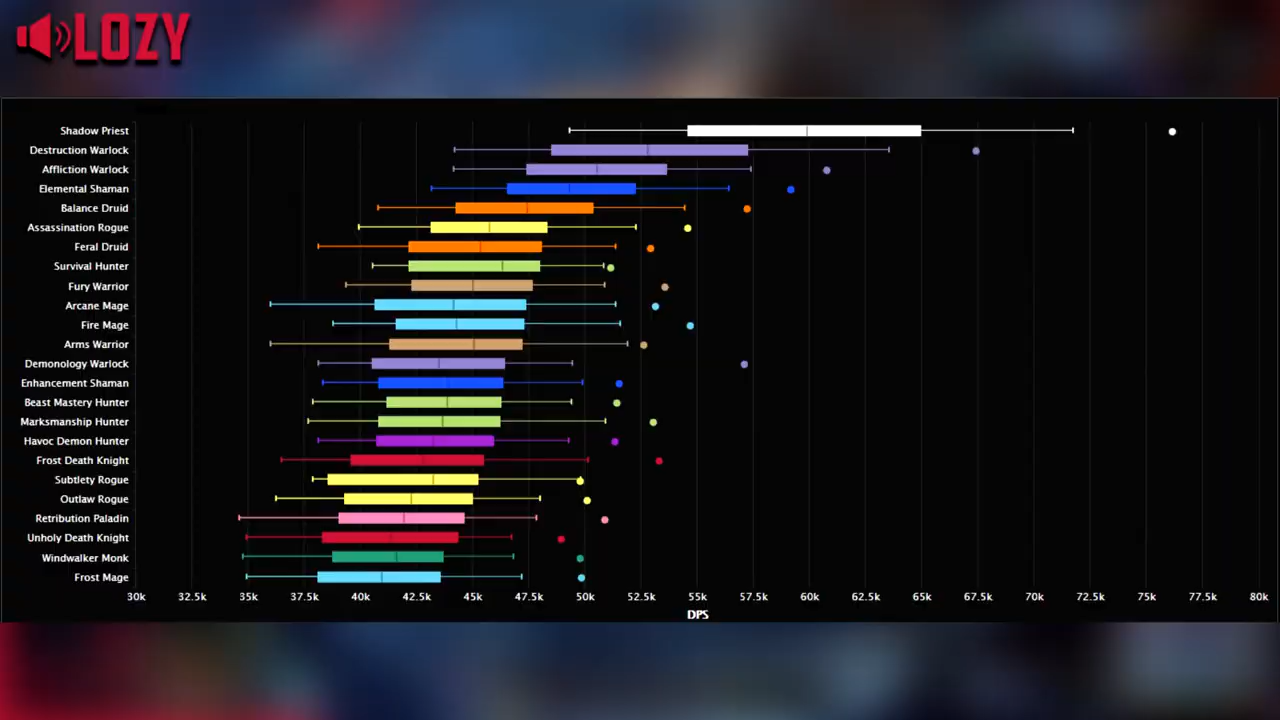 LOZY
Shadow Priest
Destruction Warlock
Affliction Warlock
Elemental Shaman
Balance Druid
Assassination Rogue
Feral Druid
Survival Hunter
Fury Warrior
Arcane Mage
Fire Mage
Arms Warrior
Demonology Warlock
Enhancement Shaman
Beast Mastery Hunter
Marksmanship Hunter
Havoc Demon Hunter
Frost Death Knight
Subtlety Rogue
Outlaw Rogue
Retribution Paladin
Unholy Death Knight
Windwalker Monk
Frost Mage
30k 32.5k 35k 37.5k 40k 42.5k 45k 47.5k 50k 52.5k 55k 57.5k 60k 62.5k 65k 67.5k 70k 72.5k 75k 77.5k 80k
DPS